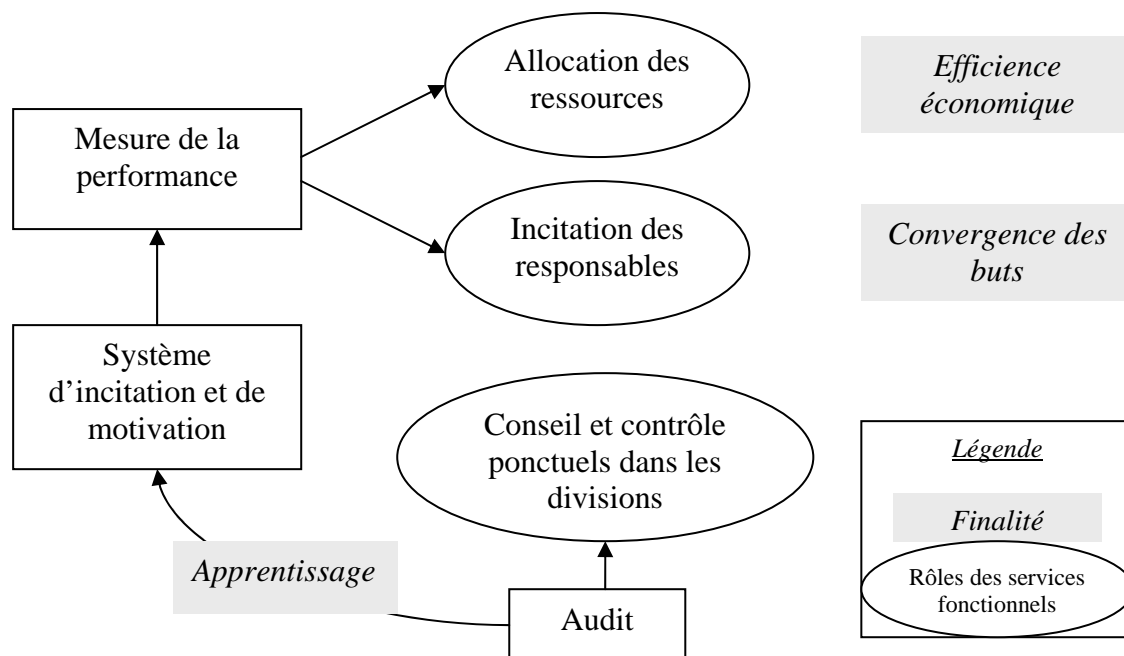 Allocation des
ressources
Efficience
économique
Mesure de la
performance
Incitation des
responsables
Convergence des
buts
Système
d’incitation et de
motivation
Conseil et contrôle
ponctuels dans les
divisions
Légende
Finalité
Rôles des services
fonctionnels
Apprentissage
Audit